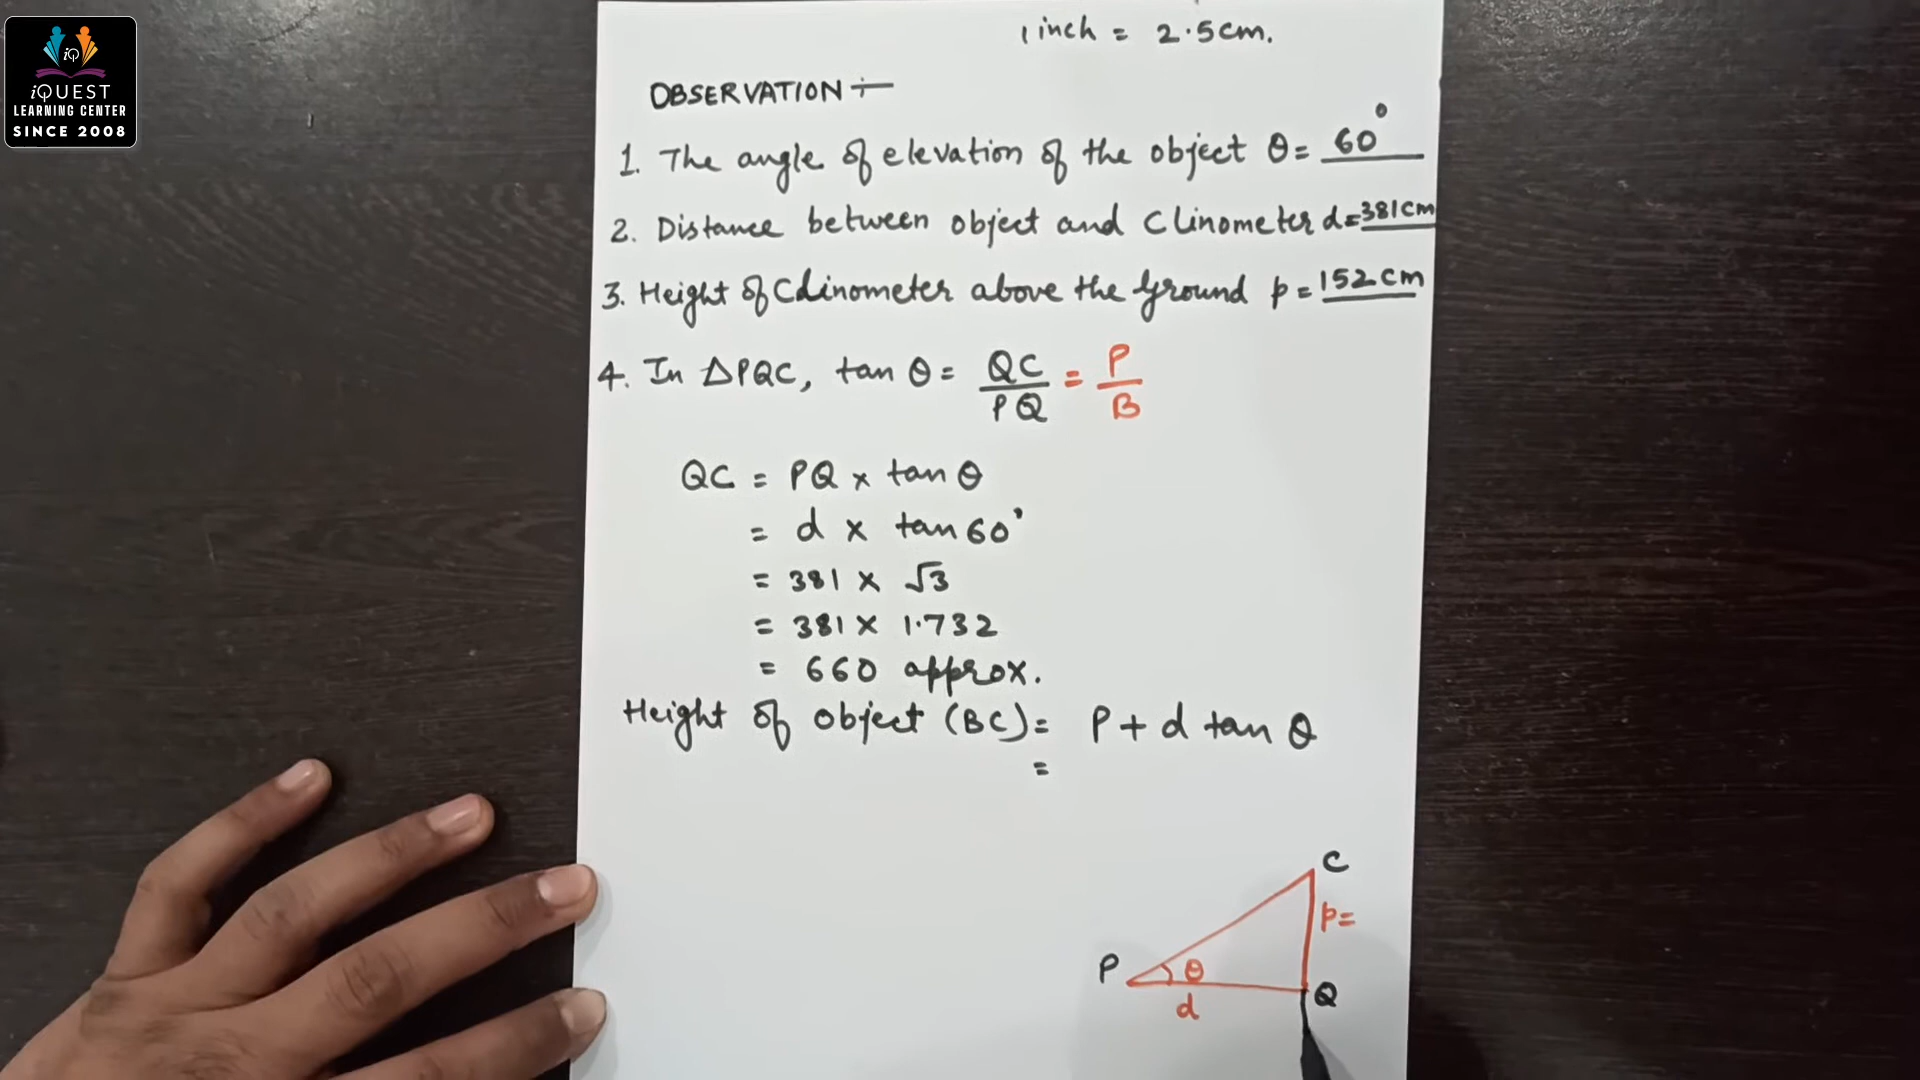 iQ
iQUEST
LEARNING CENTER
SINCE 2008
1 inch = 2.5cm.
OBSERVATION :-
1. The angle of elevation of the object θ = 60°
2. Distance between object and Clinometer d = 381cm
3. Height of Clinometer above the Ground p = 152cm
4. In △PQC, tan θ = QC/PQ = P/B
QC = PQ × tan θ
= d × tan 60°
= 381 × √3
= 381 × 1.732
= 660 approx.
Height of object (BC) = P + d tan θ
=
C
p=
P θ
Q
d